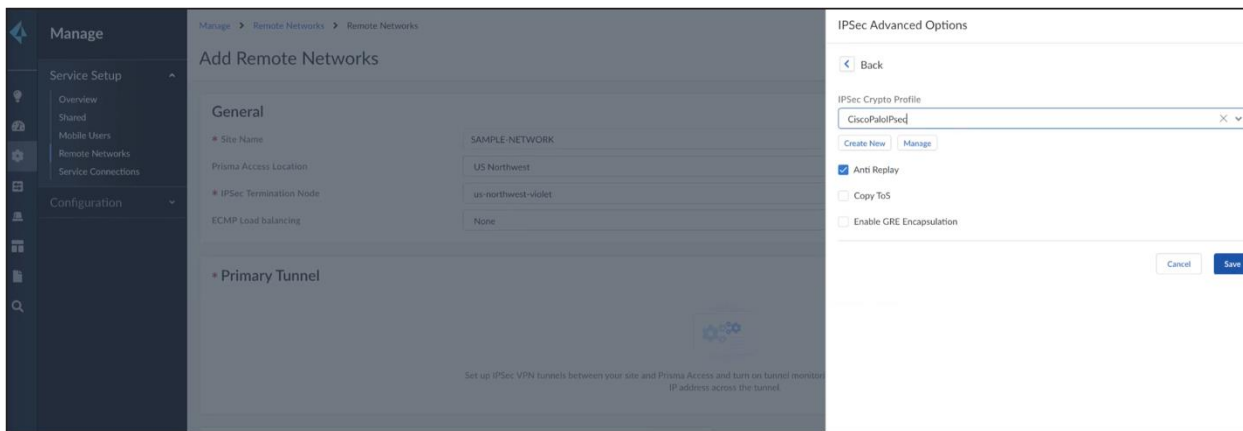 Manage
Service Setup
Overview
Shared
Mobile Users
Remote Networks
Service Connections
Configuration
Manage > Remote Networks > Remote Networks
Add Remote Networks
General
* Site Name
SAMPLE-NETWORK
Prisma Access Location
US Northwest
* IPSec Termination Node
us-northwest-violet
ECMP Load balancing
None
* Primary Tunnel
Set up IPSec VPN tunnels between your site and Prisma Access and turn on tunnel monitori
IP address across the tunnel.
IPSec Advanced Options
Back
IPSec Crypto Profile
CiscoPaloIPsec
Create New
Manage
Anti Replay
Copy ToS
Enable GRE Encapsulation
Cancel
Save